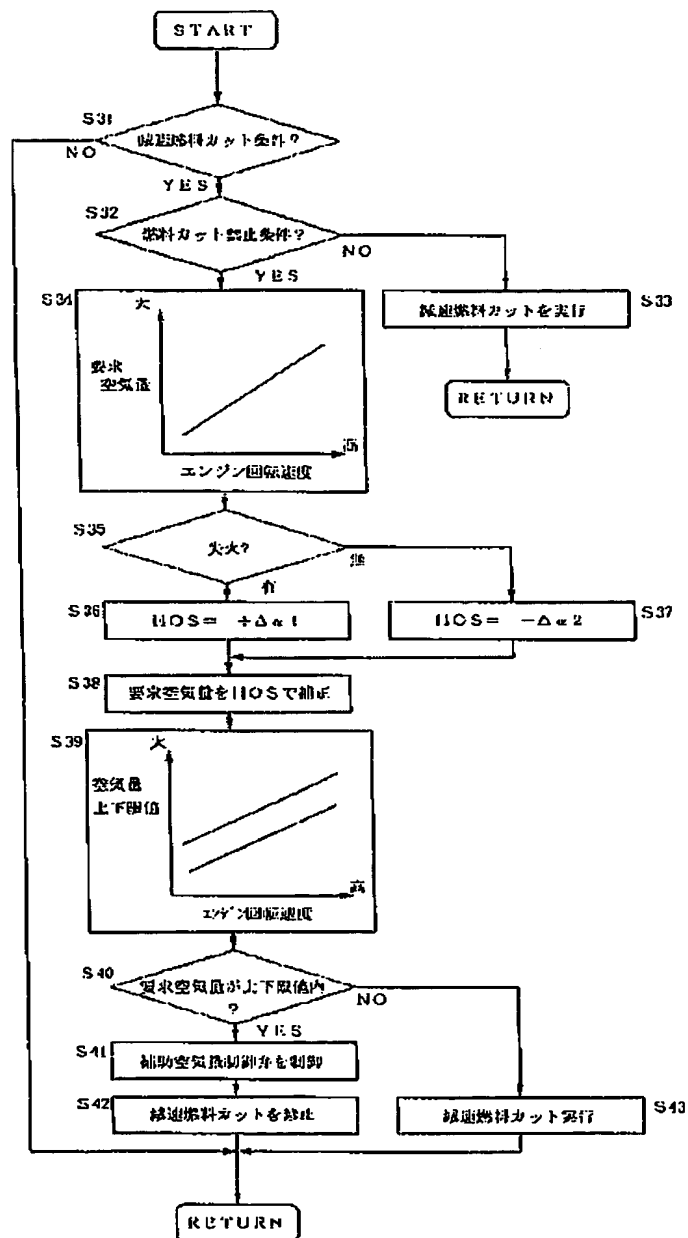 START
S31
減速燃料カット条件?
NO
YES
S32
燃料カット禁止条件?
NO
YES
S33
減速燃料カットを実行
RETURN
S34
大
要求
空気量
高
エンジン回転速度
S35
失火?
無
有
S36
HOS= +Δα1
S37
HOS= −Δα2
S38
要求空気量をHOSで補正
S39
大
空気量
上下限値
高
エンジン回転速度
S40
要求空気量が上下限値内
?
NO
YES
S41
補助空気量制御弁を制御
S42
減速燃料カットを禁止
S43
減速燃料カット実行
RETURN